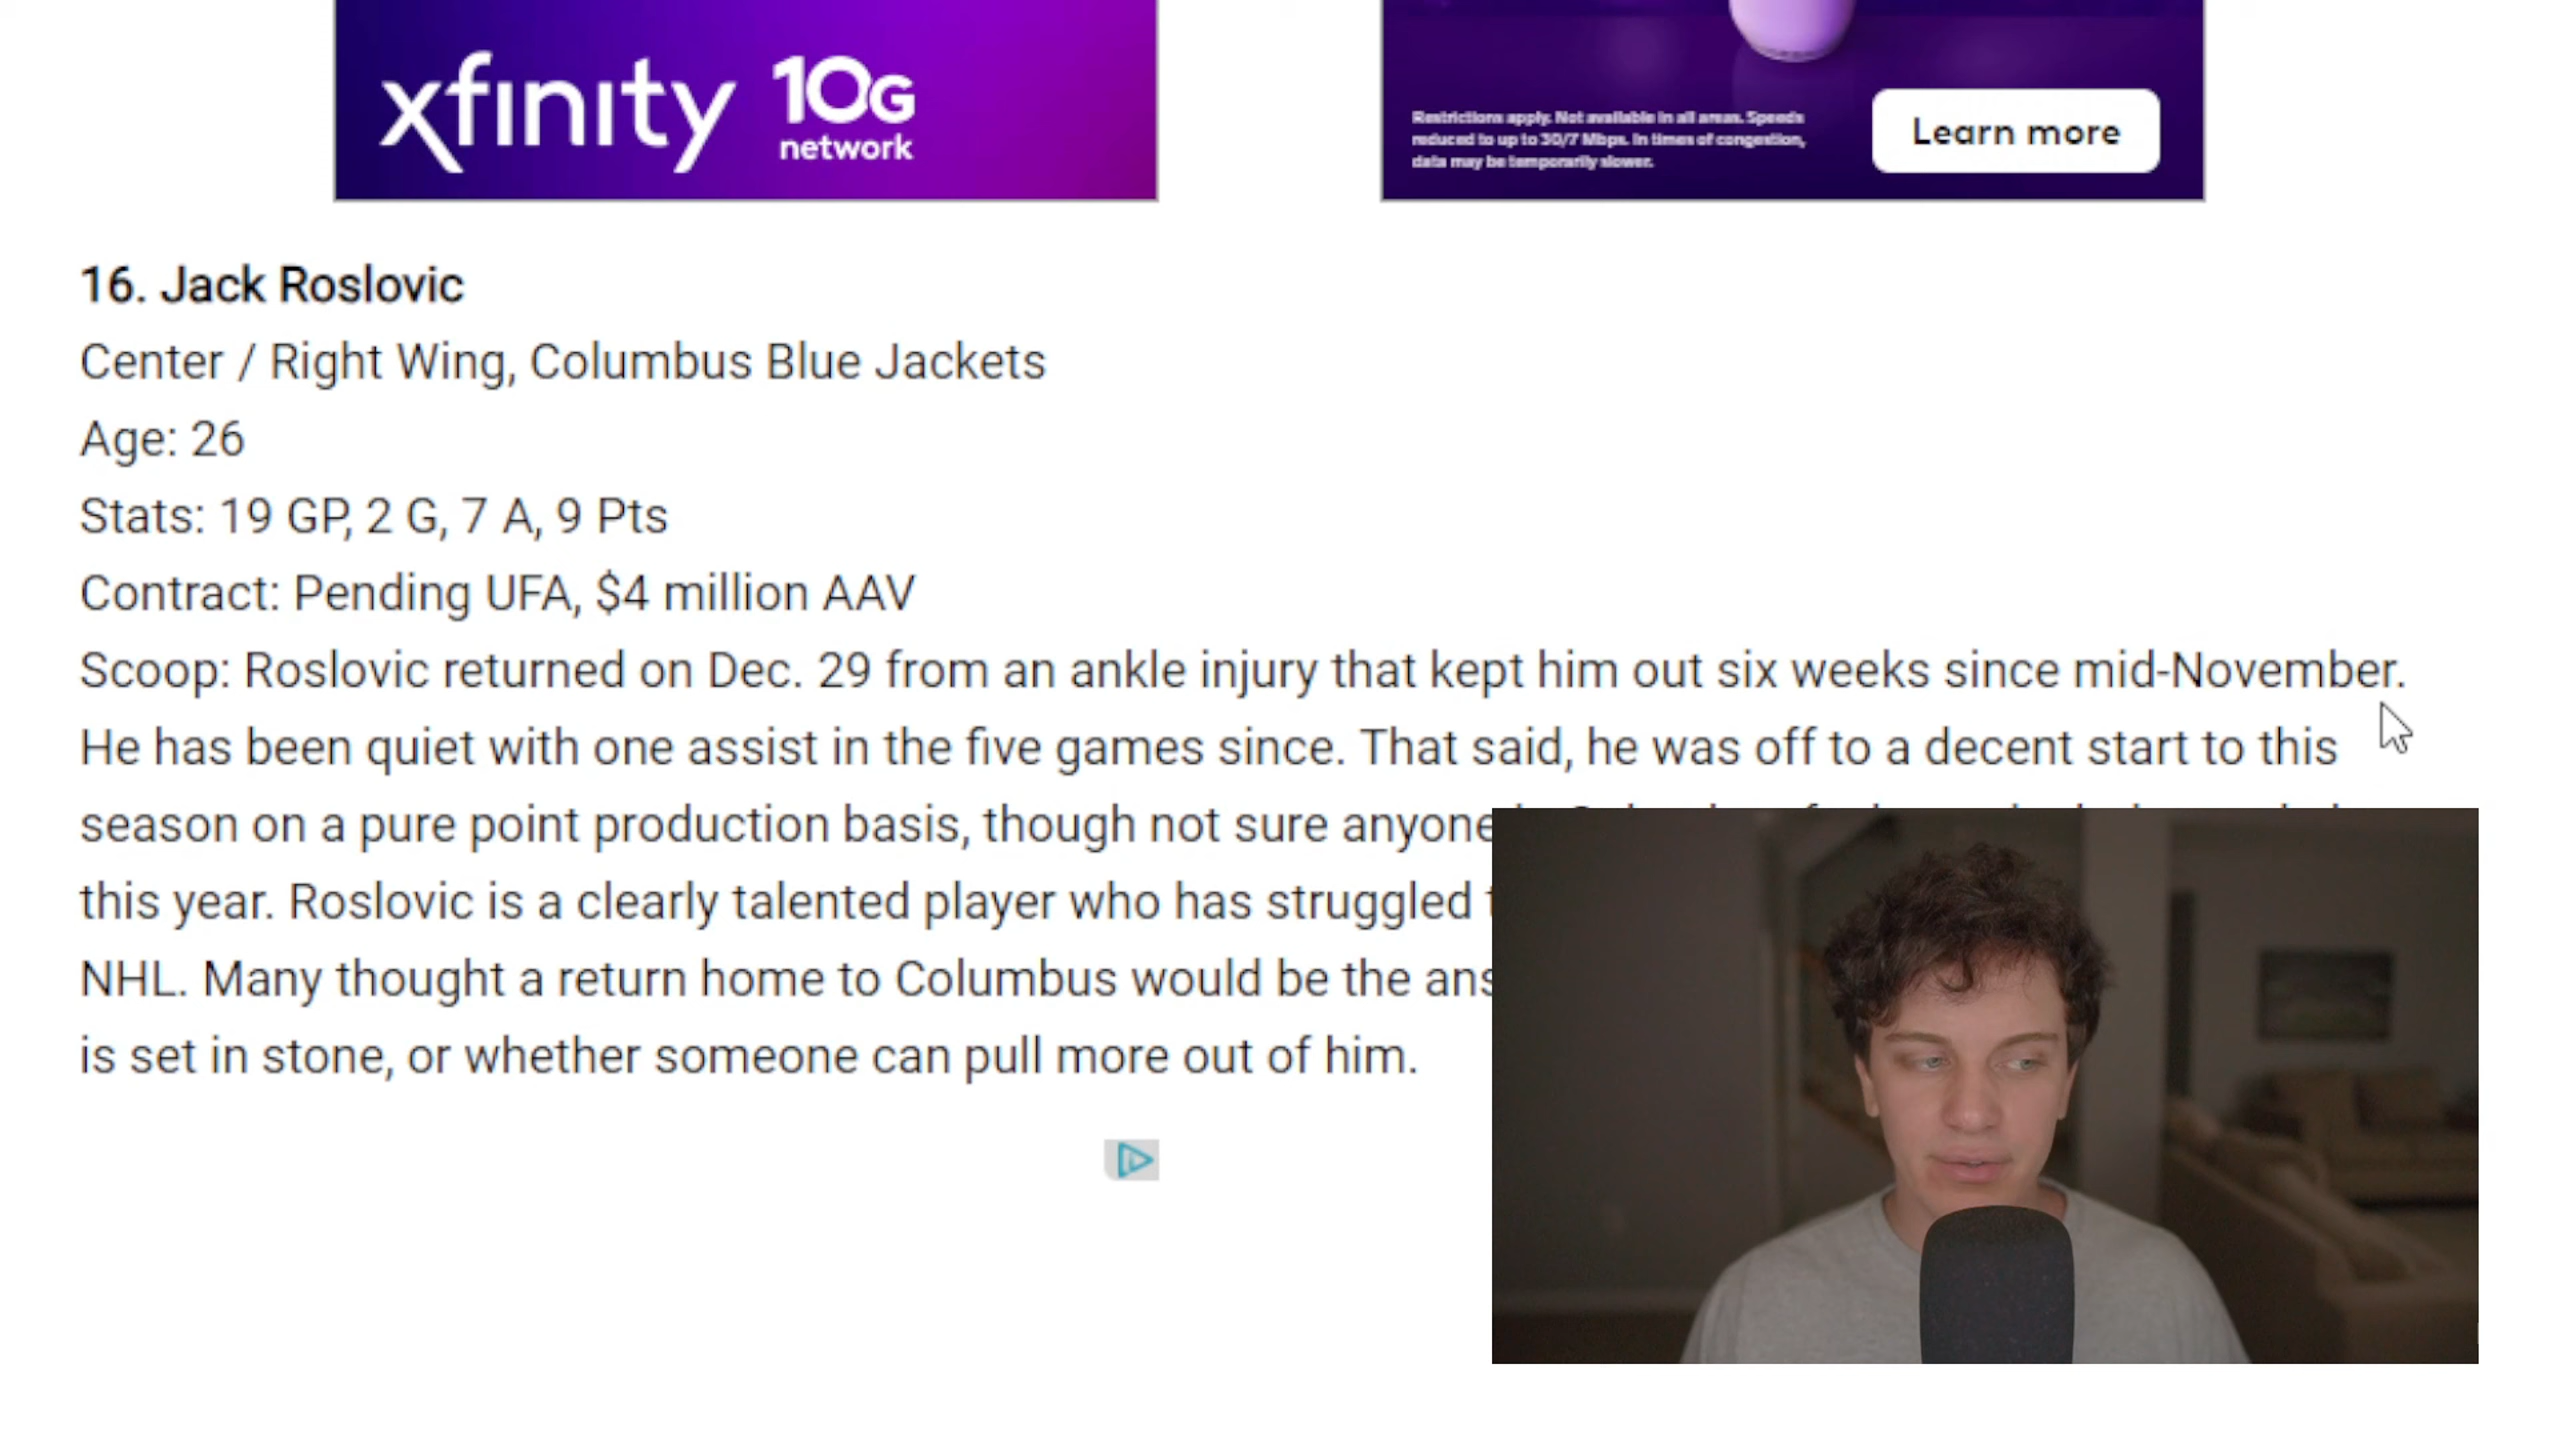 xfinity 10G network
Restrictions apply. Not available in all areas. Speeds
reduced to up to 30/7 Mbps. In times of congestion,
data may be temporarily slower.
Learn more
16. Jack Roslovic
Center / Right Wing, Columbus Blue Jackets
Age: 26
Stats: 19 GP, 2 G, 7 A, 9 Pts
Contract: Pending UFA, $4 million AAV
Scoop: Roslovic returned on Dec. 29 from an ankle injury that kept him out six weeks since mid-November.
He has been quiet with one assist in the five games since. That said, he was off to a decent start to this
season on a pure point production basis, though not sure anyone
this year. Roslovic is a clearly talented player who has struggled
NHL. Many thought a return home to Columbus would be the ans
is set in stone, or whether someone can pull more out of him.